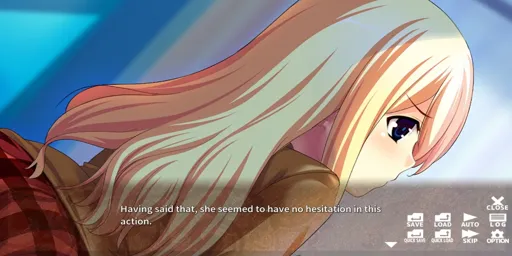 Having said that, she seemed to have no hesitation in this
action.
CLOSE
SAVE LOAD AUTO LOG
QUICK SAVE QUICK LOAD SKIP OPTION